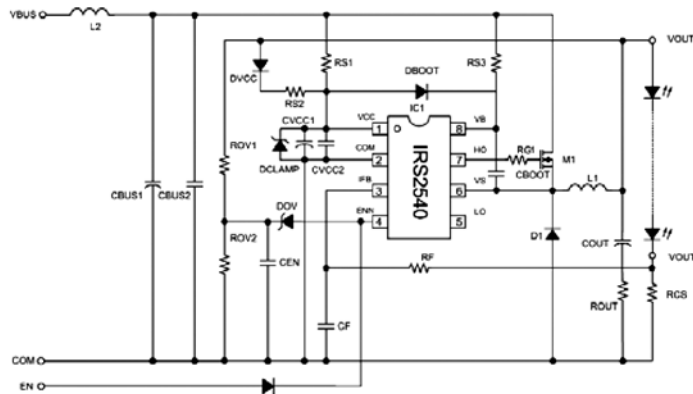 VBUS
L2
VOUT
DVCC
RS1
RS3
DBOOT
RS2
IC1
CVCC1
VCC
1
8
VB
ROV1
DCLAMP
CVCC2
COM
2
7
HO
RG1
M1
CBOOT
IRS2540
IFB
3
6
VS
L1
CBUS1
CBUS2
DOV
ENN
4
5
LO
ROV2
CEN
D1
COUT
VOUT
RF
RCS
ROUT
CF
COM
EN